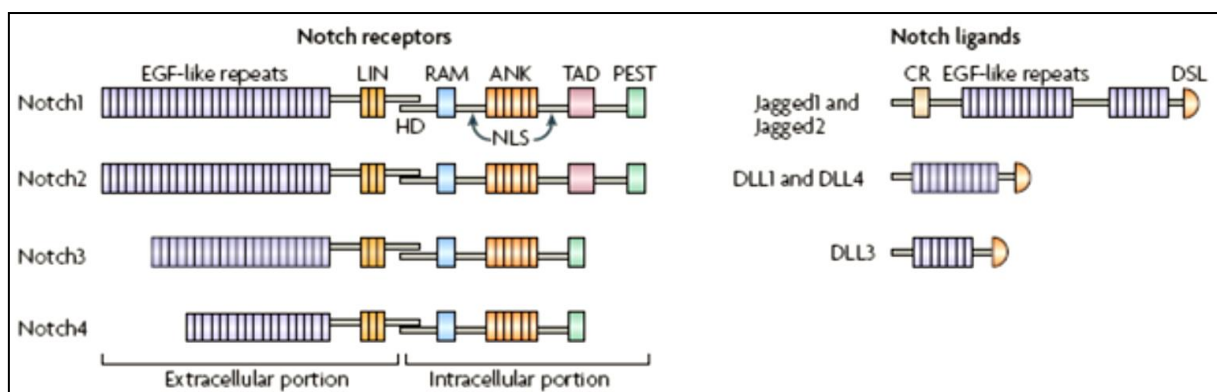 Notch receptors
EGF-like repeats LIN RAM ANK TAD PEST
Notch1
HD
NLS
Notch2
Notch3
Notch4
Extracellular portion Intracellular portion
Notch ligands
CR EGF-like repeats DSL
Jagged1 and
Jagged2
DLL1 and DLL4
DLL3